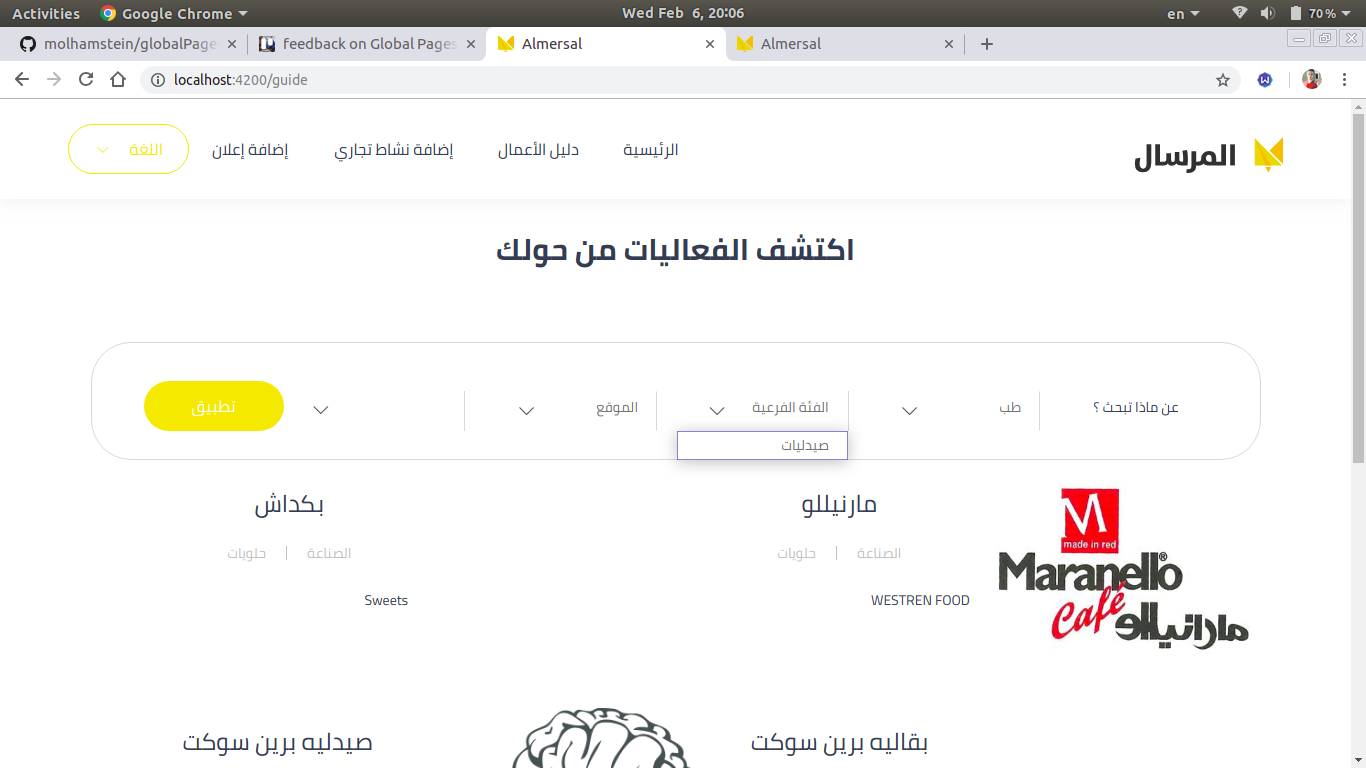 Activities
Google Chrome
Wed Feb 6, 20:06
en
70 %
molhamstein/globalPage
feedback on Global Pages
Almersal
Almersal
localhost:4200/guide
المرسال
الرئيسية
دليل الأعمال
إضافة نشاط تجاري
إضافة إعلان
اللغة
اكتشف الفعاليات من حولك
عن ماذا تبحث ؟
طب
الفئة الفرعية
الموقع
تطبيق
صيدليات
M
made in red
Maranello®
Café
مارانيللو
مارنيللو
الصناعة
حلويات
WESTREN FOOD
بكداش
الصناعة
حلويات
Sweets
بقاليه برين سوكت
صيدليه برين سوكت